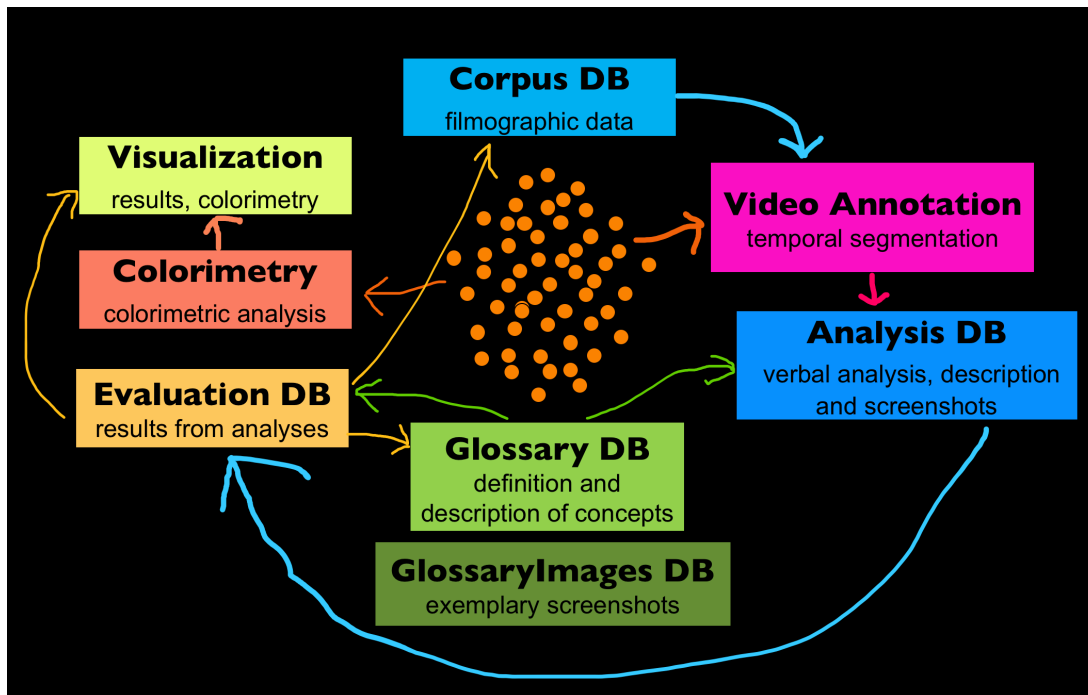 Corpus DB
filmographic data
Visualization
results, colorimetry
Video Annotation
temporal segmentation
Colorimetry
colorimetric analysis
Analysis DB
verbal analysis, description
and screenshots
Evaluation DB
results from analyses
Glossary DB
definition and
description of concepts
GlossaryImages DB
exemplary screenshots